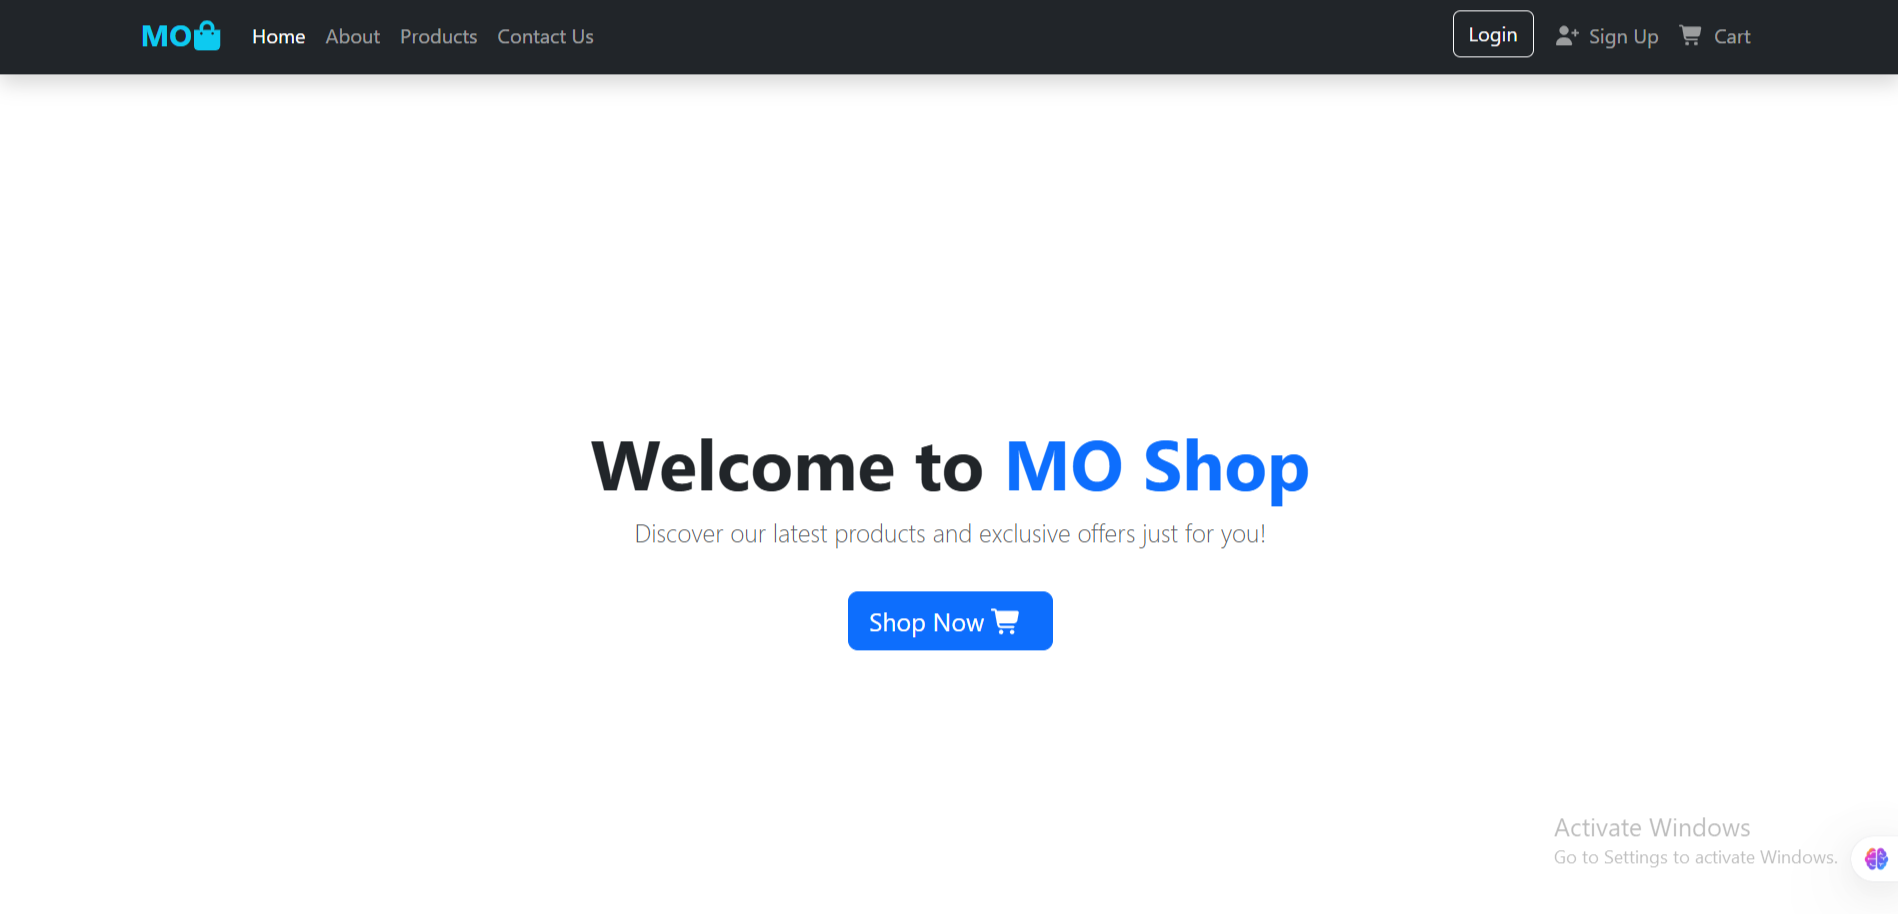 MO Home About Products Contact Us Login Sign Up Cart
Welcome to MO Shop
Discover our latest products and exclusive offers just for you!
Shop Now
Activate Windows
Go to Settings to activate Windows.